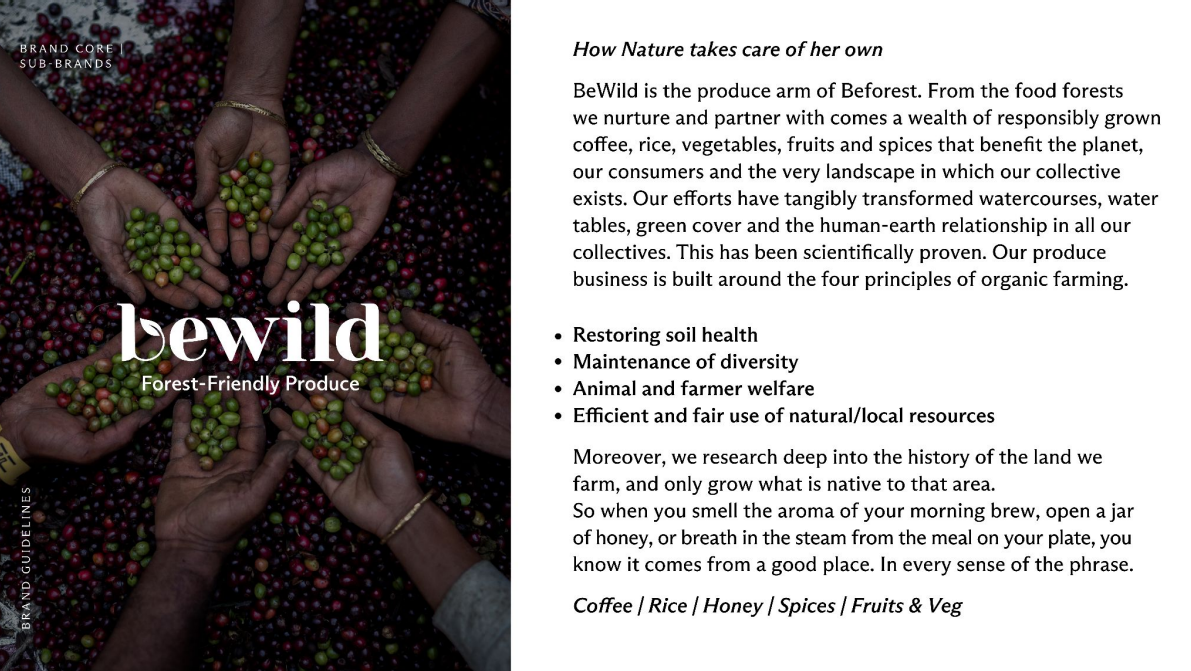 BRAND CORE |
SUB-BRANDS
bewild
Forest-Friendly Produce
BRAND GUIDELINES
How Nature takes care of her own
BeWild is the produce arm of Beforest. From the food forests
we nurture and partner with comes a wealth of responsibly grown
coffee, rice, vegetables, fruits and spices that benefit the planet,
our consumers and the very landscape in which our collective
exists. Our efforts have tangibly transformed watercourses, water
tables, green cover and the human-earth relationship in all our
collectives. This has been scientifically proven. Our produce
business is built around the four principles of organic farming.
• Restoring soil health
• Maintenance of diversity
• Animal and farmer welfare
• Efficient and fair use of natural/local resources
Moreover, we research deep into the history of the land we
farm, and only grow what is native to that area.
So when you smell the aroma of your morning brew, open a jar
of honey, or breath in the steam from the meal on your plate, you
know it comes from a good place. In every sense of the phrase.
Coffee / Rice / Honey / Spices / Fruits & Veg